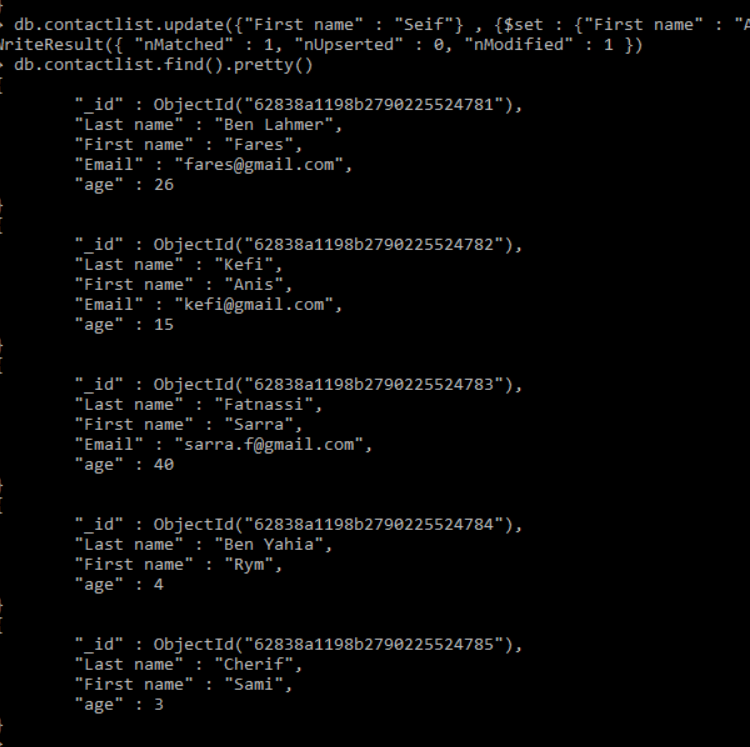 }
> db.contactlist.update({"First name" : "Seif"} , {$set : {"First name" : "A
WriteResult({ "nMatched" : 1, "nUpserted" : 0, "nModified" : 1 })
> db.contactlist.find().pretty()
{
"_id" : ObjectId("62838a1198b2790225524781"),
"Last name" : "Ben Lahmer",
"First name" : "Fares",
"Email" : "fares@gmail.com",
"age" : 26
}
{
"_id" : ObjectId("62838a1198b2790225524782"),
"Last name" : "Kefi",
"First name" : "Anis",
"Email" : "kefi@gmail.com",
"age" : 15
}
{
"_id" : ObjectId("62838a1198b2790225524783"),
"Last name" : "Fatnassi",
"First name" : "Sarra",
"Email" : "sarra.f@gmail.com",
"age" : 40
}
{
"_id" : ObjectId("62838a1198b2790225524784"),
"Last name" : "Ben Yahia",
"First name" : "Rym",
"age" : 4
}
{
"_id" : ObjectId("62838a1198b2790225524785"),
"Last name" : "Cherif",
"First name" : "Sami",
"age" : 3
}